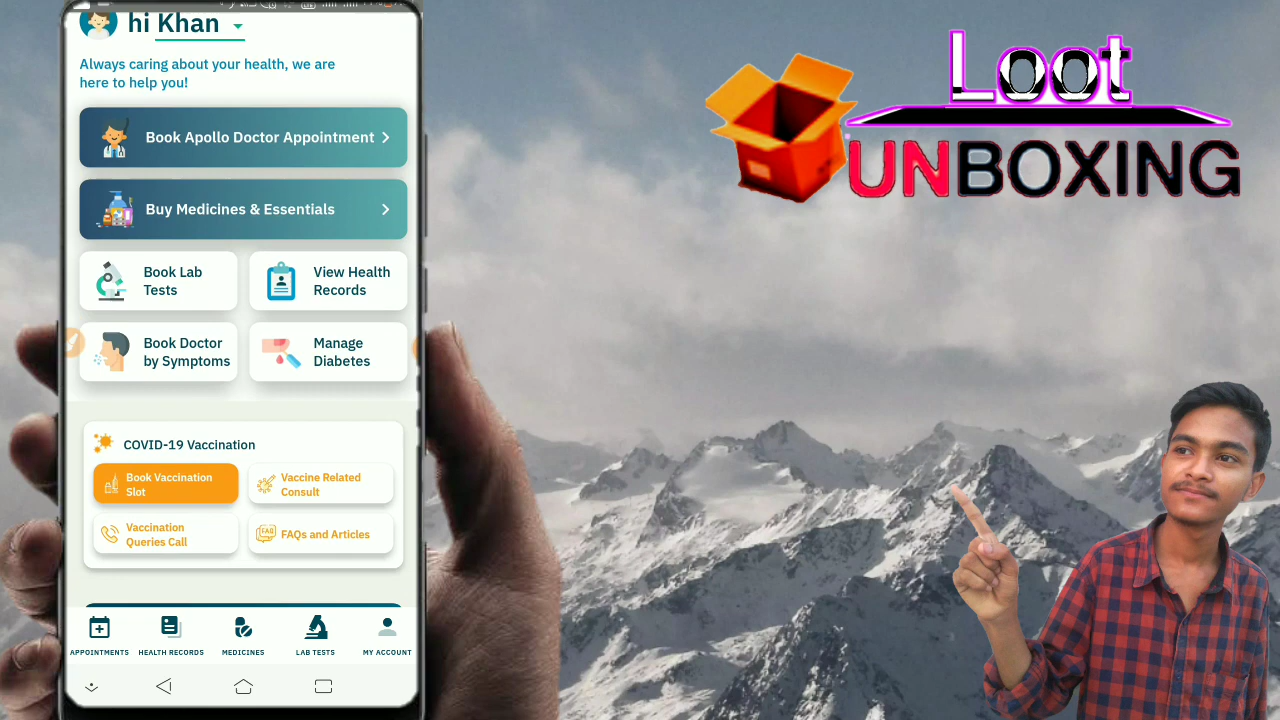 hi Khan
Always caring about your health, we are
here to help you!
Book Apollo Doctor Appointment
Buy Medicines & Essentials
Book Lab
Tests
View Health
Records
Book Doctor
by Symptoms
Manage
Diabetes
COVID-19 Vaccination
Book Vaccination
Slot
Vaccine Related
Consult
Vaccination
Queries Call
FAQ
FAQs and Articles
APPOINTMENTS
HEALTH RECORDS
MEDICINES
LAB TESTS
MY ACCOUNT
Loot
UNBOXING